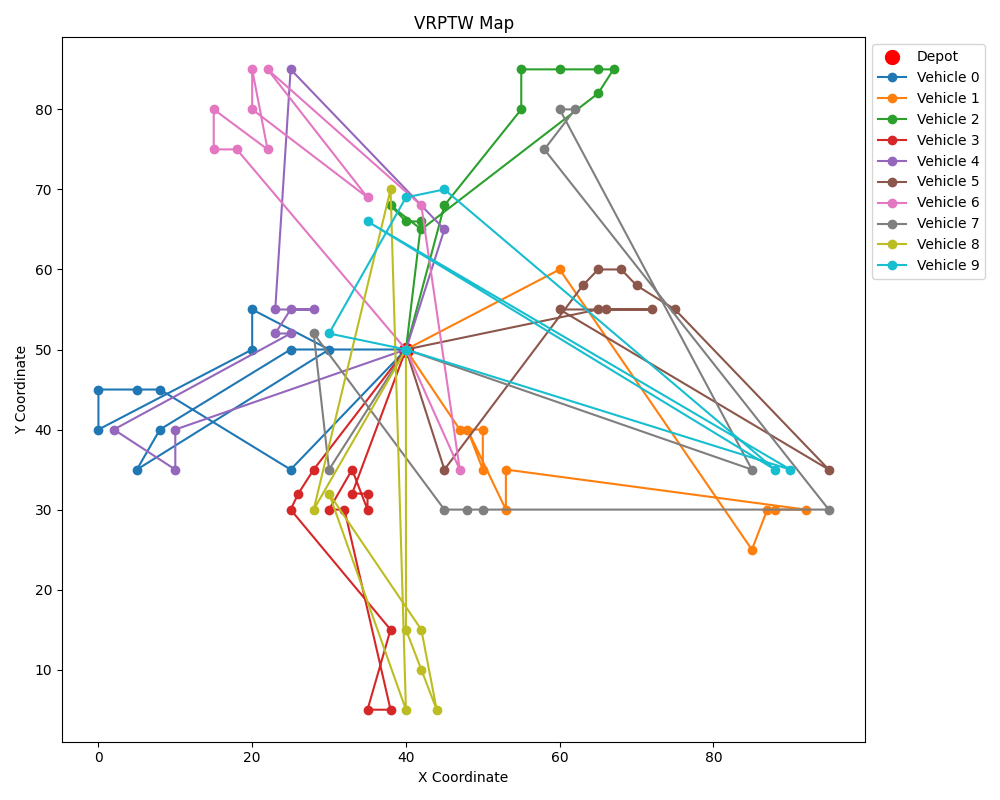 VRPTW Map
Depot
Vehicle 0
Vehicle 1
Vehicle 2
Vehicle 3
Vehicle 4
Vehicle 5
Vehicle 6
Vehicle 7
Vehicle 8
Vehicle 9
Y Coordinate
80
70
60
50
40
30
20
10
0 20 40 60 80
X Coordinate